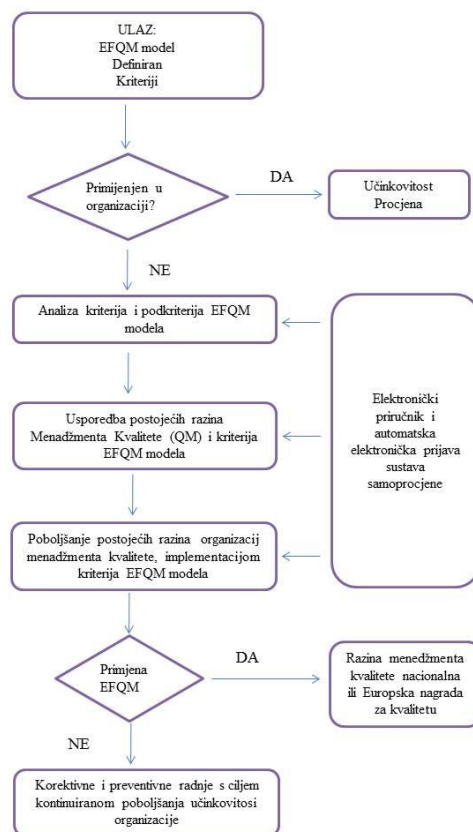 ULAZ:
EFQM model
Definiran
Kriteriji
Primijenjen u
organizaciji?
DA
Učinkovitost
Procjena
NE
Analiza kriterija i podkriterija EFQM
modela
Usporedba postojećih razina
Menadžmenta Kvalitete (QM) i kriterija
EFQM modela
Elektronički
priručnik i
automatska
elektronička prijava
sustava
samoprocjene
Poboljšanje postojećih razina organizacij
menadžmenta kvalitete, implementacijom
kriterija EFQM modela
Primjena
EFQM
DA
Razina menedžmenta
kvalitete nacionalna
ili Europska nagrada
za kvalitetu
NE
Korektivne i preventivne radnje s ciljem
kontinuiranom poboljšanja učinkovitosi
organizacije